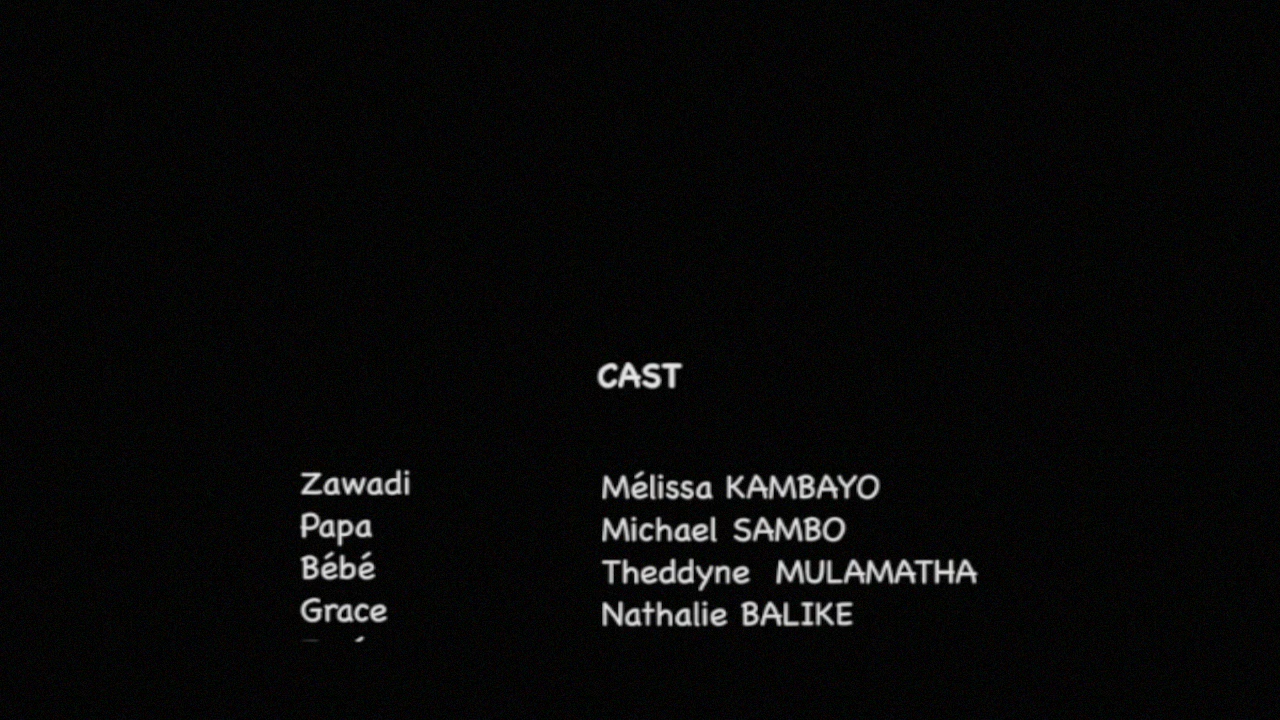 CAST
Zawadi Mélissa KAMBAYO
Papa Michael SAMBO
Bébé Theddyne MULAMATHA
Grace Nathalie BALIKE